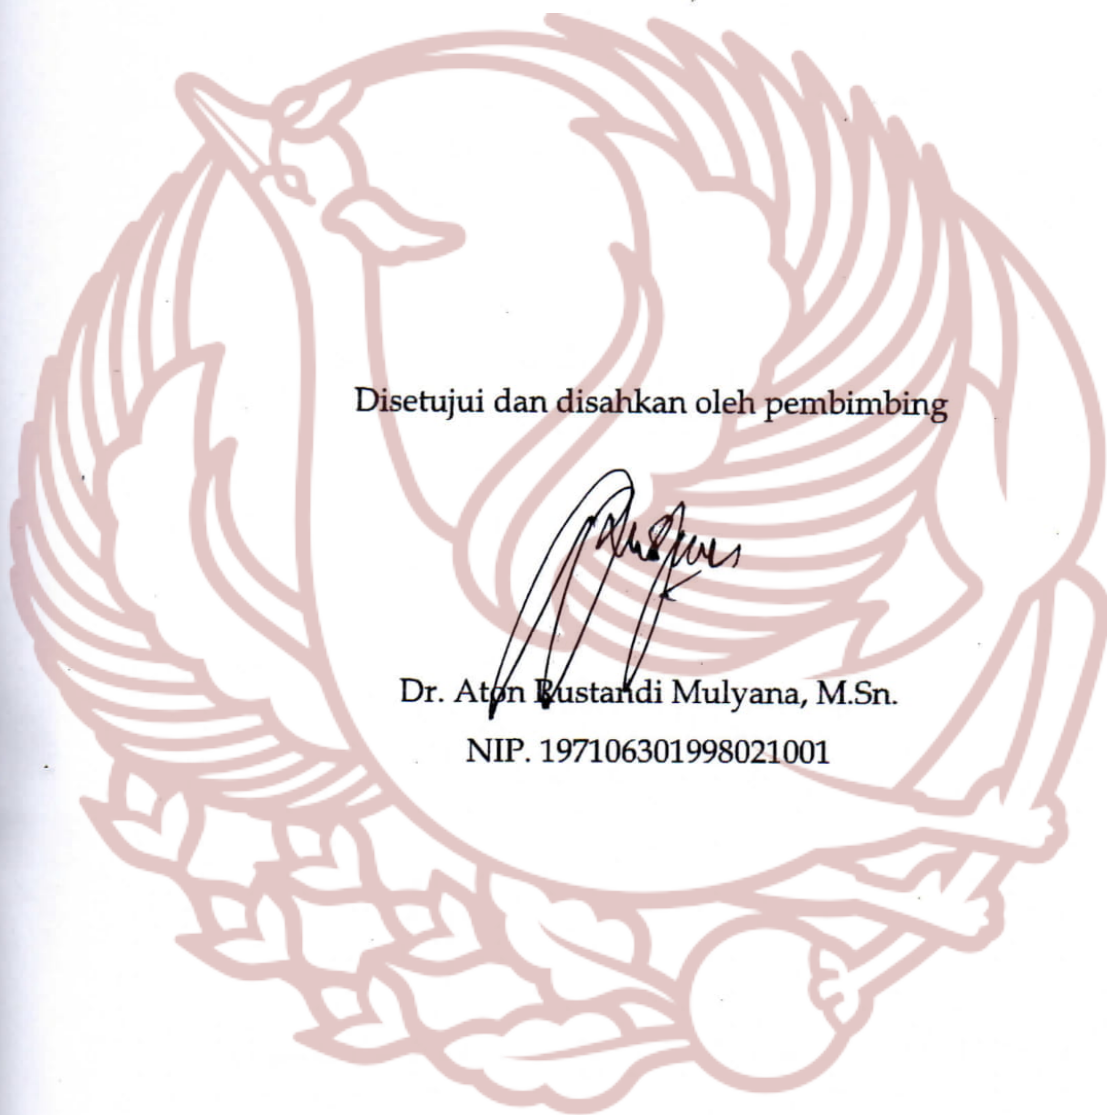 Disetujui dan disahkan oleh pembimbing
Dr. Aton Rustandi Mulyana, M.Sn.
NIP. 197106301998021001